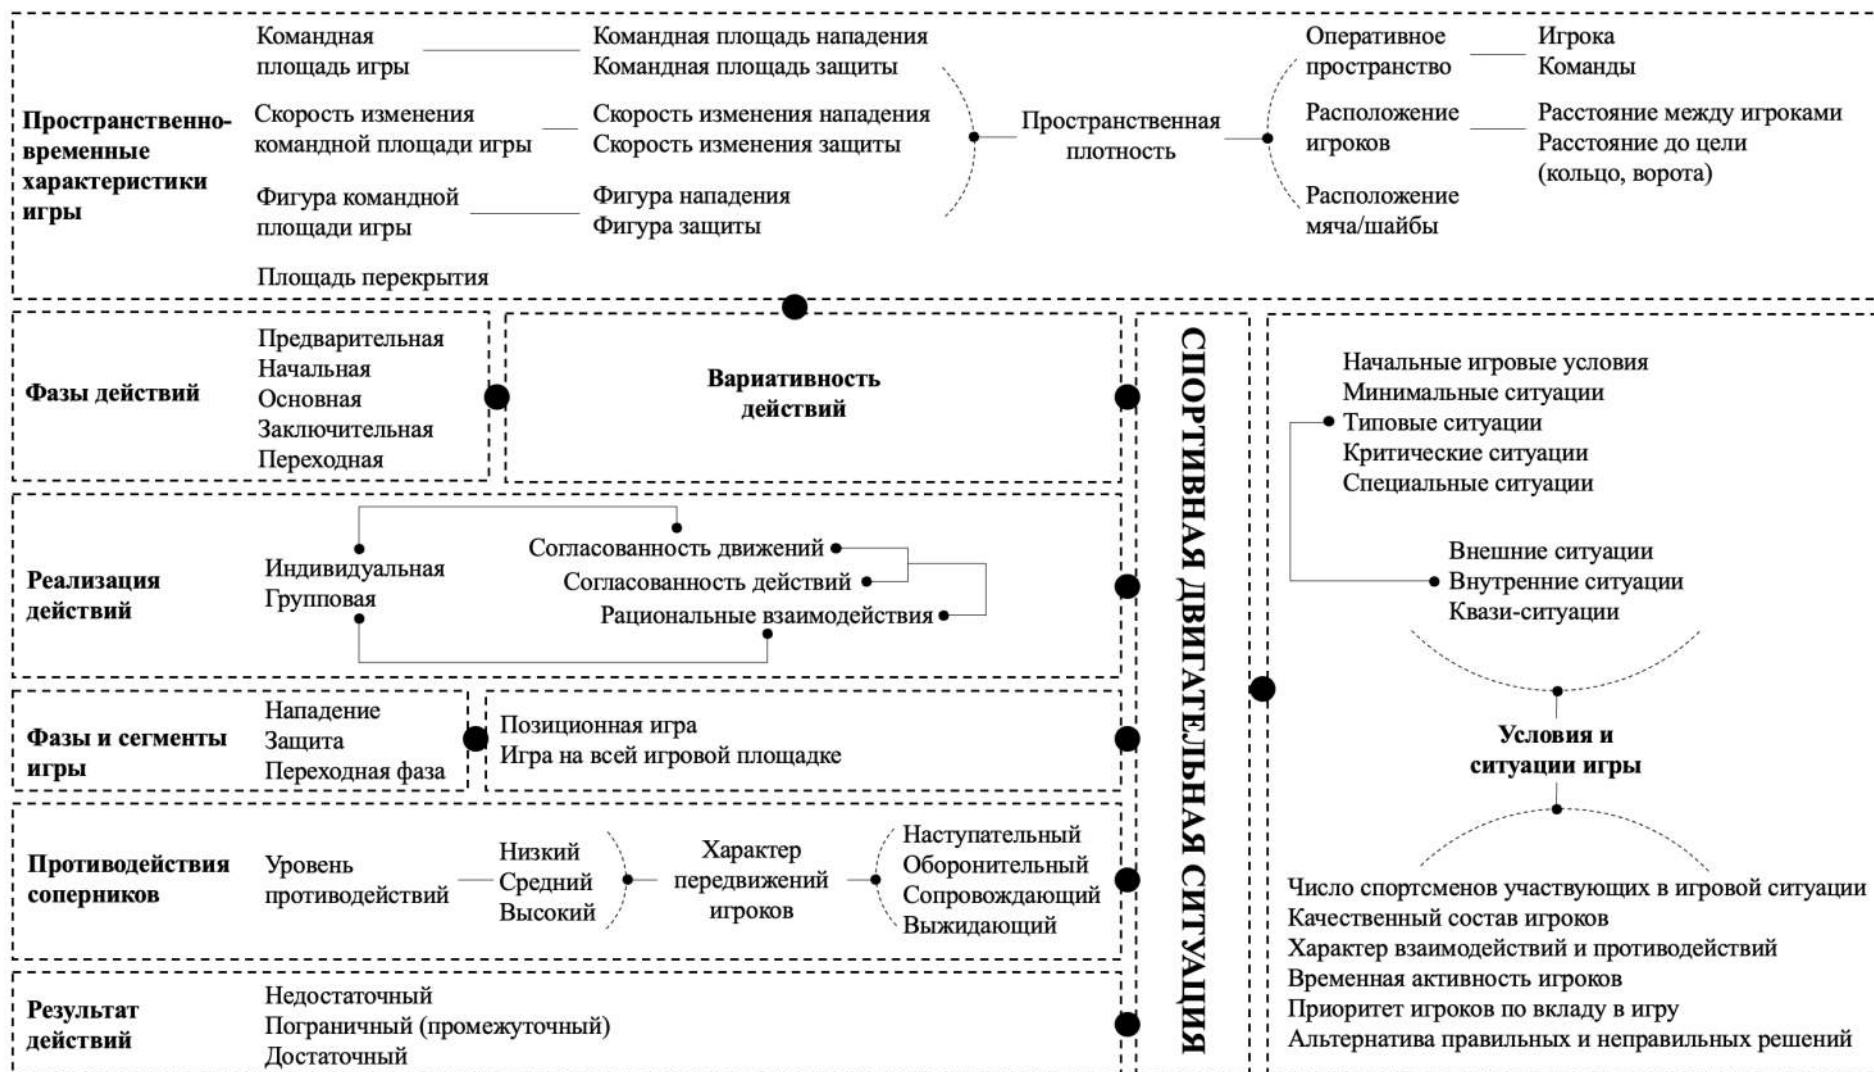 Пространственно-
временные
характеристики
игры
Командная
площадь игры
Командная площадь нападения
Командная площадь защиты
Скорость изменения
командной площади игры
Скорость изменения нападения
Скорость изменения защиты
Фигура командной
площади игры
Фигура нападения
Фигура защиты
Площадь перекрытия
Пространственная
плотность
Оперативное
пространство
Игрока
Команды
Расположение
игроков
Расстояние между игроками
Расстояние до цели
(кольцо, ворота)
Расположение
мяча/шайбы
Фазы действий
Предварительная
Начальная
Основная
Заключительная
Переходная
Вариативность
действий
Реализация
действий
Индивидуальная
Групповая
Согласованность движений
Согласованность действий
Рациональные взаимодействия
Фазы и сегменты
игры
Нападение
Защита
Переходная фаза
Позиционная игра
Игра на всей игровой площадке
Противодействия
соперников
Уровень
противодействий
Низкий
Средний
Высокий
Характер
передвижений
игроков
Наступательный
Оборонительный
Сопровождающий
Выжидающий
Результат
действий
Недостаточный
Пограничный (промежуточный)
Достаточный
СПОРТИВНАЯ ДВИГАТЕЛЬНАЯ СИТУАЦИЯ
Начальные игровые условия
Минимальные ситуации
Типовые ситуации
Критические ситуации
Специальные ситуации
Внешние ситуации
Внутренние ситуации
Квази-ситуации
Условия и
ситуации игры
Число спортсменов участвующих в игровой ситуации
Качественный состав игроков
Характер взаимодействий и противодействий
Временная активность игроков
Приоритет игроков по вкладу в игру
Альтернатива правильных и неправильных решений